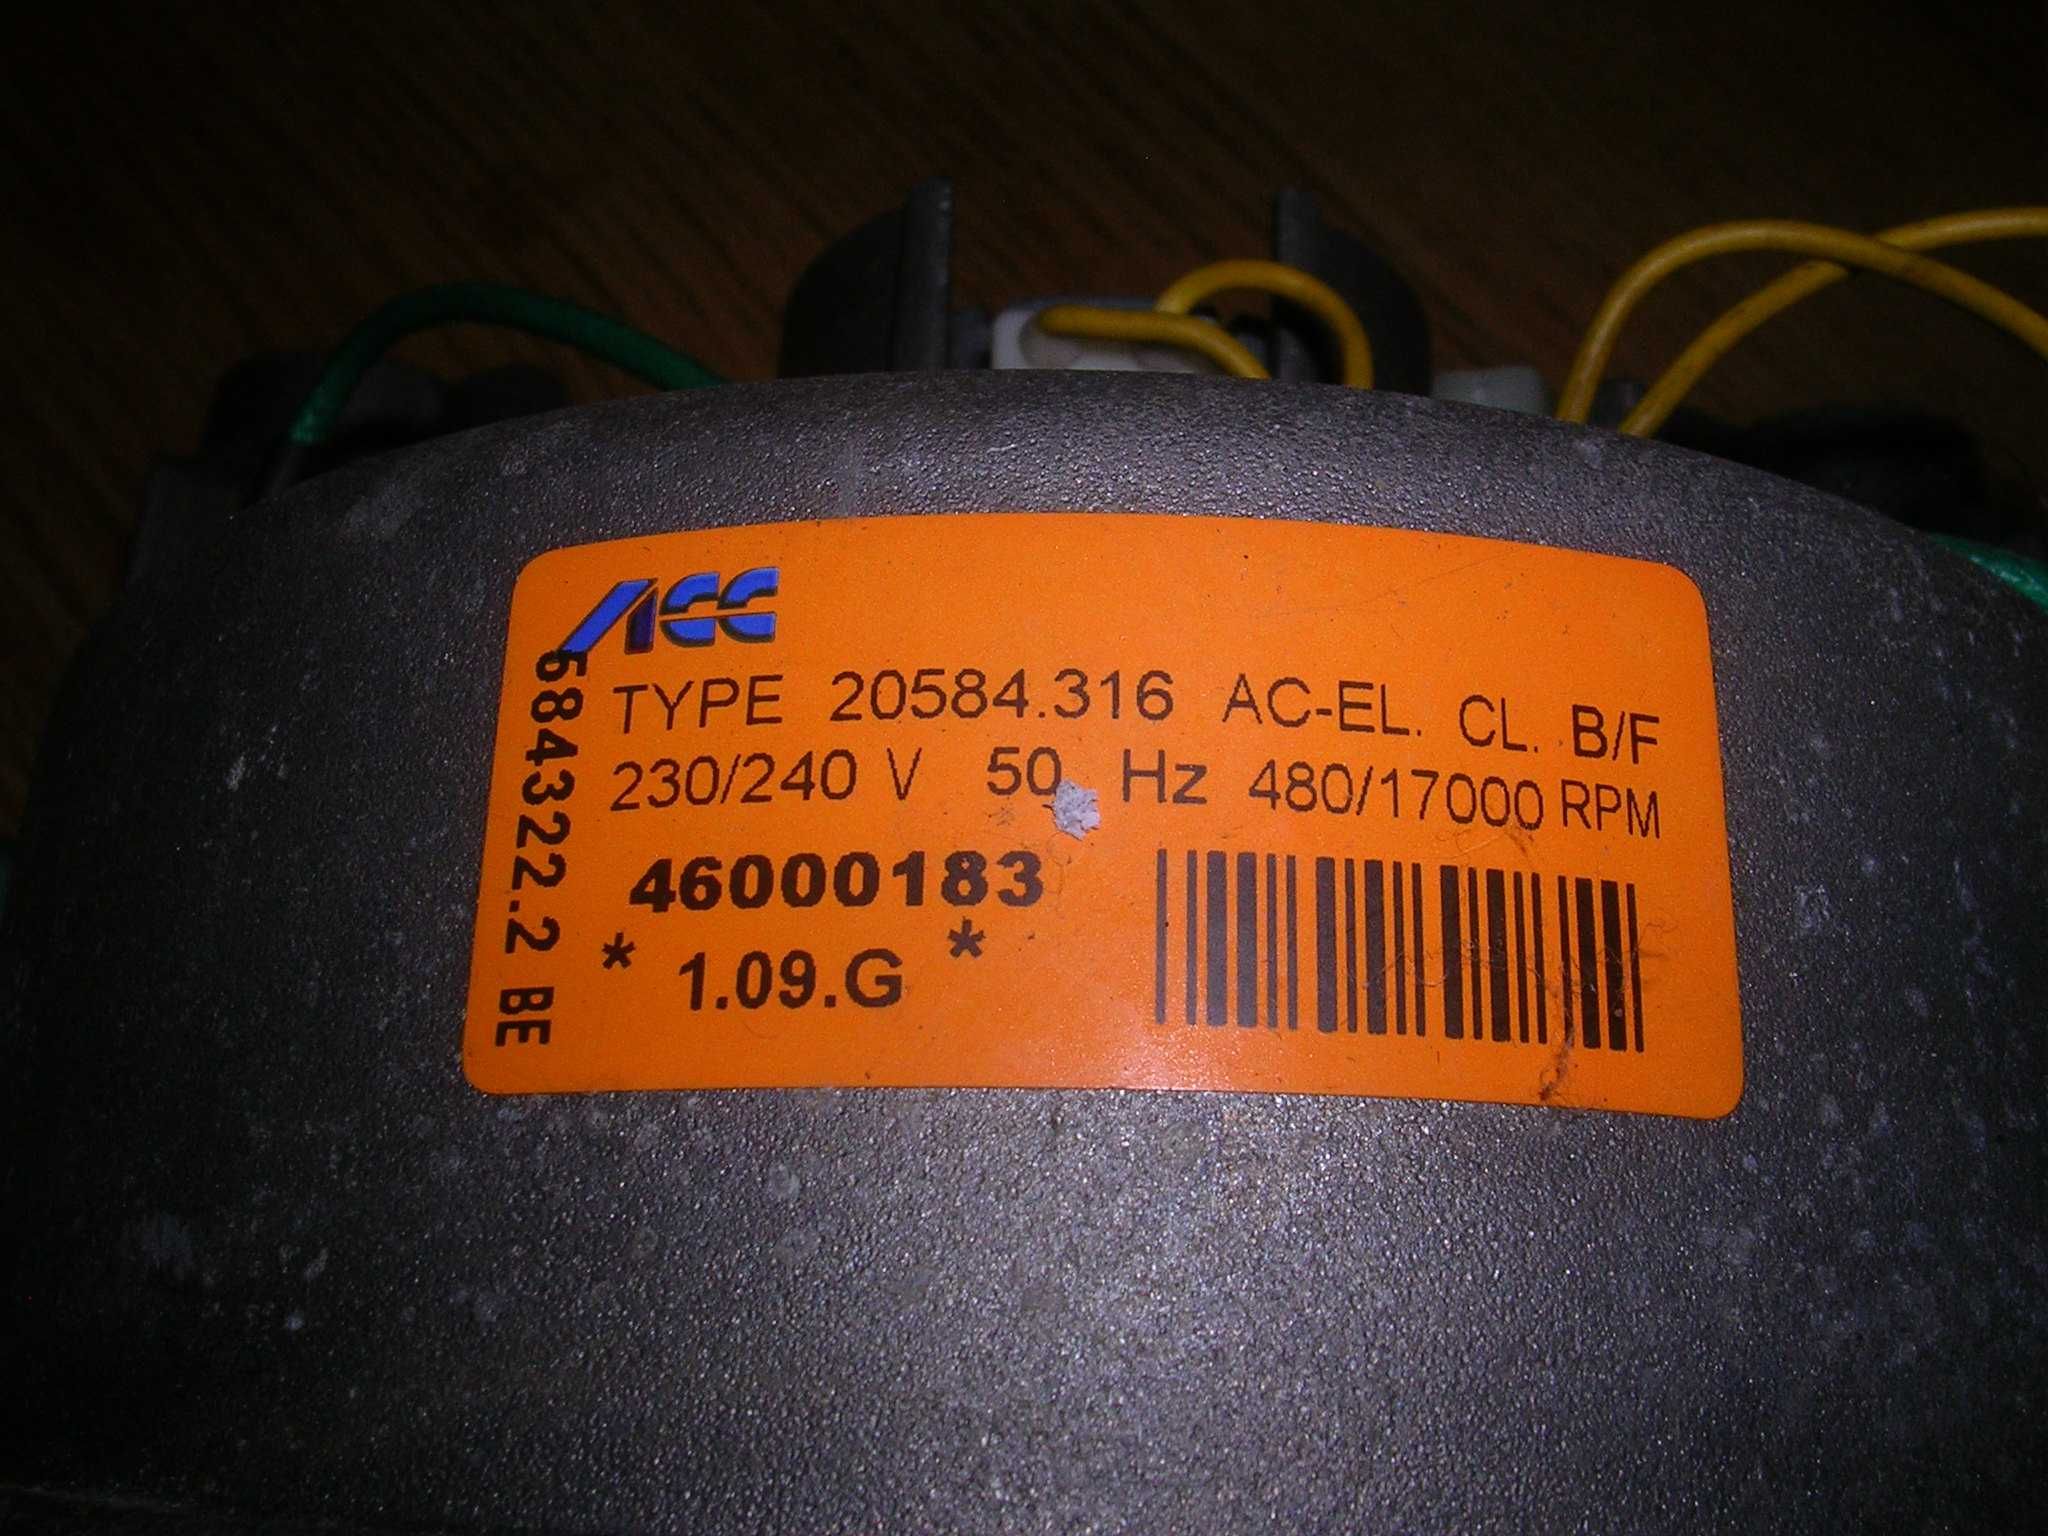 ACC
TYPE 20584.316 AC-EL. CL. B/F
230/240 V 50 Hz 480/17000 RPM
46000183
* 1.09.G *
584322.2 BE